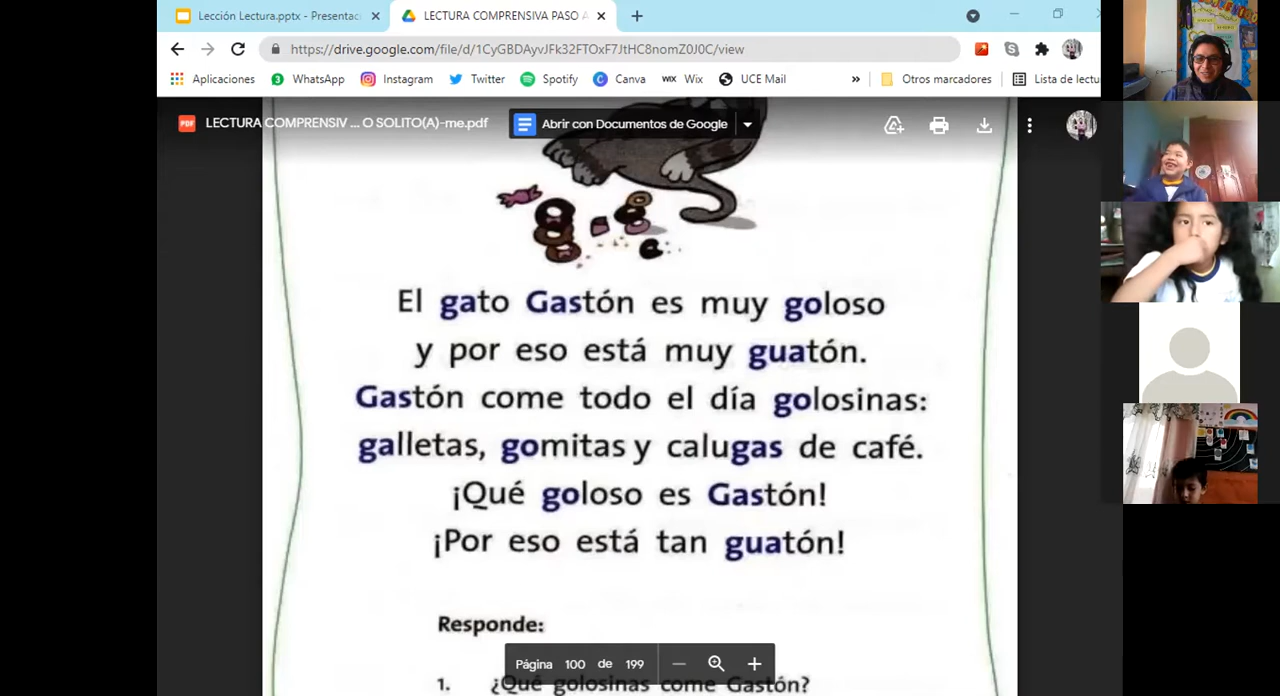 Lección Lectura.pptx - Presentac
LECTURA COMPRENSIVA PASO A
https://drive.google.com/file/d/1CyGBDAyvJFk32FTOxF7JtHC8nomZ0J0C/view
Aplicaciones WhatsApp Instagram Twitter Spotify Canva Wix UCE Mail » Otros marcadores Lista de lectu
LECTURA COMPRENSIV ... O SOLITO(A)-me.pdf
Abrir con Documentos de Google
El gato Gastón es muy goloso
y por eso está muy guatón.
Gastón come todo el día golosinas:
galletas, gomitas y calugas de café.
¡Qué goloso es Gastón!
¡Por eso está tan guatón!
Responde:
Página 100 de 199
1. ¿Qué golosinas come Gastón?